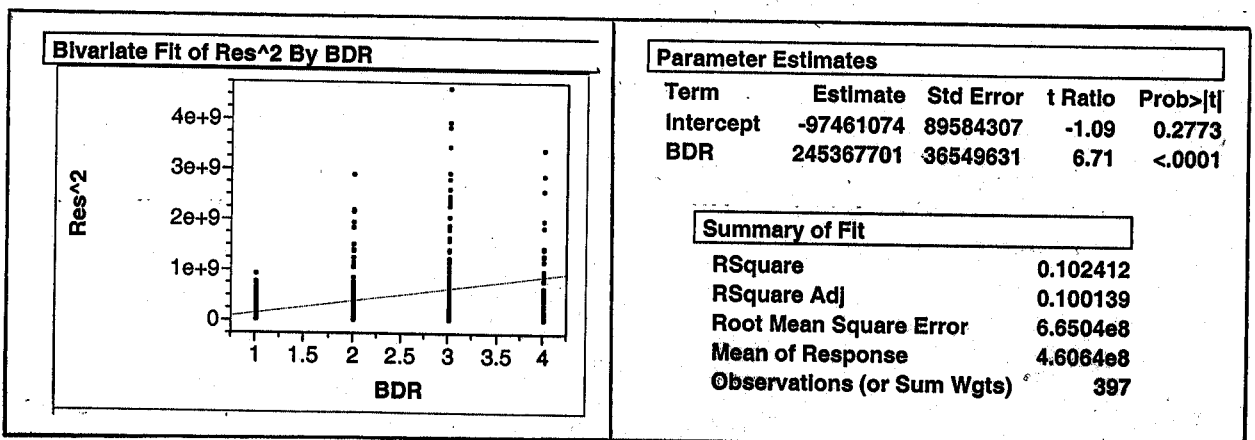 Bivariate Fit of Res^2 By BDR
4e+9
3e+9
2e+9
1e+9
0
Res^2
1 1.5 2 2.5 3 3.5 4
BDR
Parameter Estimates
Term Estimate Std Error t Ratio Prob>|t|
Intercept -97461074 89584307 -1.09 0.2773
BDR 245367701 36549631 6.71 <.0001
Summary of Fit
RSquare 0.102412
RSquare Adj 0.100139
Root Mean Square Error 6.6504e8
Mean of Response 4.6064e8
Observations (or Sum Wgts) 397